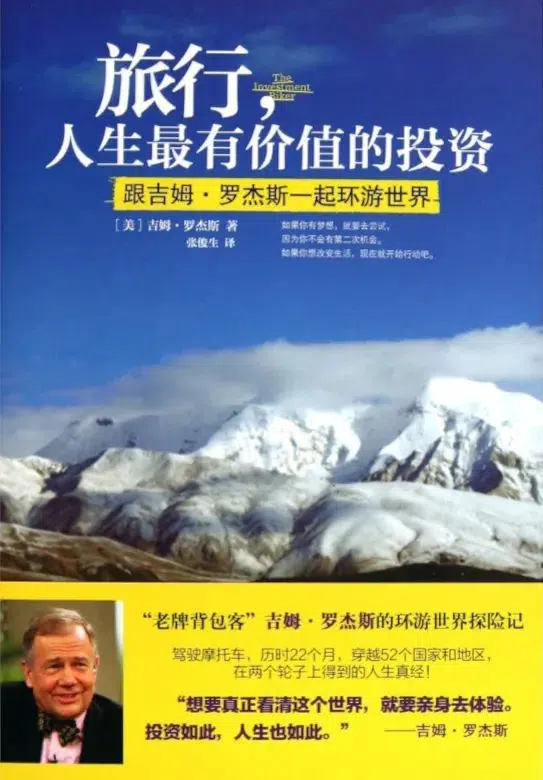 旅行，
The
Investment
Biker
人生最有价值的投资
跟吉姆·罗杰斯一起环游世界
［美］吉姆·罗杰斯 著
张俊生 译
如果你有梦想，就要去尝试，
因为你不会有第二次机会。
如果你想改变生活，现在就开始行动吧。
“老牌背包客”吉姆·罗杰斯的环游世界探险记
驾驶摩托车，历时22个月，穿越52个国家和地区，
在两个轮子上得到的人生真经！
“想要真正看清这个世界，就要亲身去体验。
投资如此，人生也如此。” ——吉姆·罗杰斯